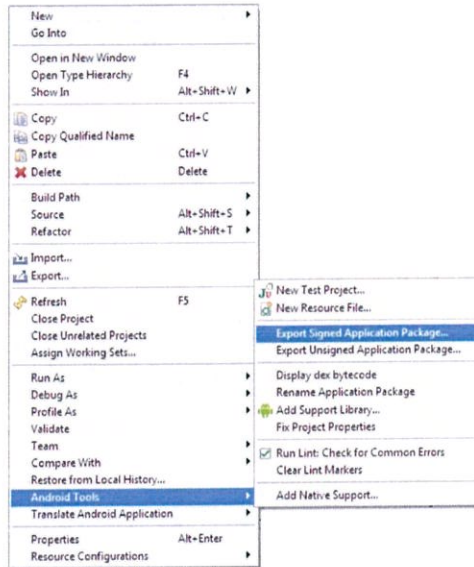 New
Go Into
Open in New Window
Open Type Hierarchy F4
Show In Alt+Shift+W
Copy Ctrl+C
Copy Qualified Name
Paste Ctrl+V
Delete Delete
Build Path
Source Alt+Shift+S
Refactor Alt+Shift+T
Import...
Export...
Refresh F5
Close Project
Close Unrelated Projects
Assign Working Sets...
Run As
Debug As
Profile As
Validate
Team
Compare With
Restore from Local History...
Android Tools
Translate Android Application
Properties Alt+Enter
Resource Configurations
New Test Project...
New Resource File...
Export Signed Application Package...
Export Unsigned Application Package...
Display dex bytecode
Rename Application Package
Add Support Library...
Fix Project Properties
Run Lint: Check for Common Errors
Clear Lint Markers
Add Native Support...